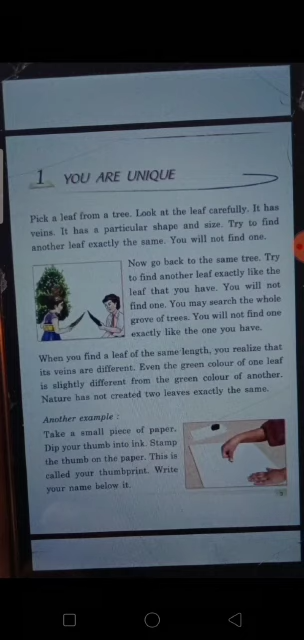 1 YOU ARE UNIQUE
Pick a leaf from a tree. Look at the leaf carefully. It has
veins. It has a particular shape and size. Try to find
another leaf exactly the same. You will not find one.
Now go back to the same tree. Try
to find another leaf exactly like the
leaf that you have. You will not
find one. You may search the whole
grove of trees. You will not find one
exactly like the one you have.
When you find a leaf of the same length, you realize that
its veins are different. Even the green colour of one leaf
is slightly different from the green colour of another.
Nature has not created two leaves exactly the same.
Another example :
Take a small piece of paper.
Dip your thumb into ink. Stamp
the thumb on the paper. This is
called your thumbprint. Write
your name below it.